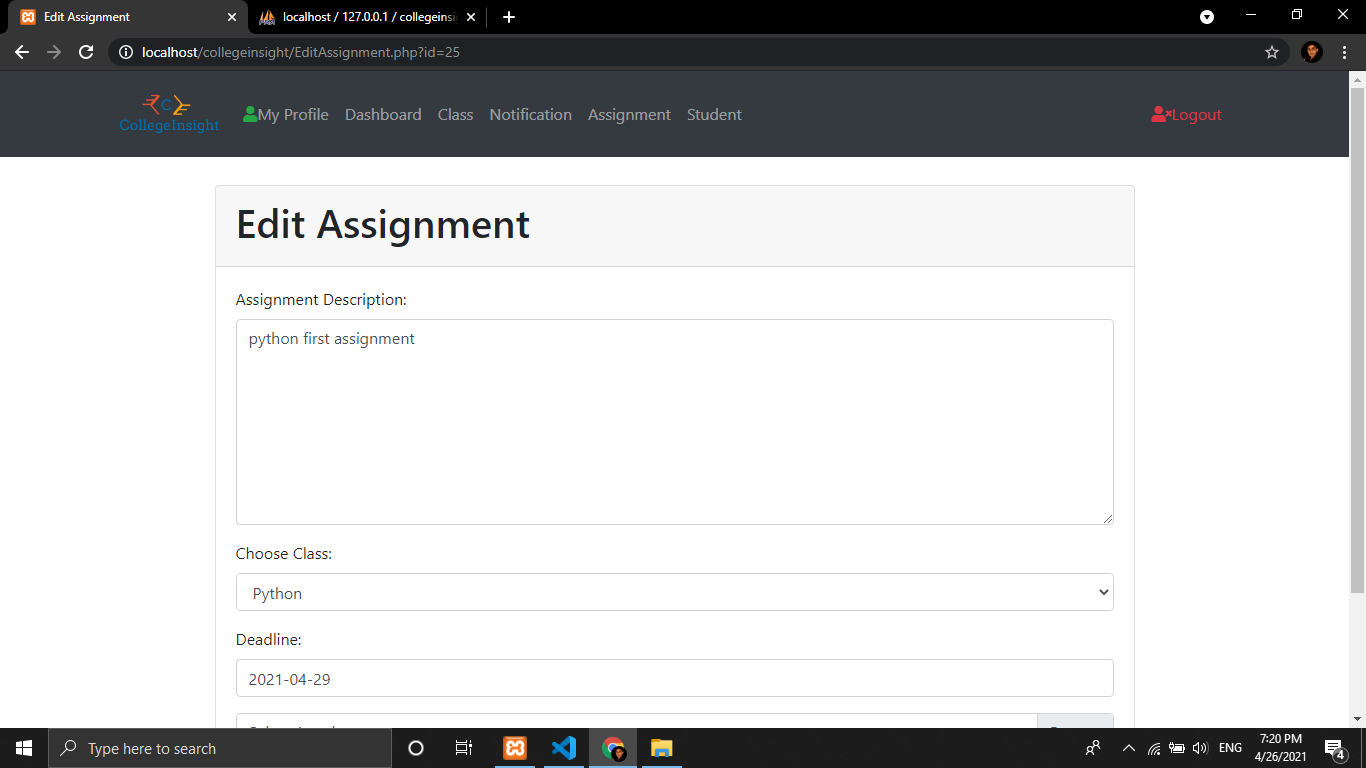 Edit Assignment
localhost / 127.0.0.1 / collegeinsi
localhost/collegeinsight/EditAssignment.php?id=25
C
CollegeInsight
My Profile
Dashboard
Class
Notification
Assignment
Student
Logout
Edit Assignment
Assignment Description:
python first assignment
Choose Class:
Python
Deadline:
2021-04-29
Type here to search
ENG
7:20 PM
4/26/2021
4